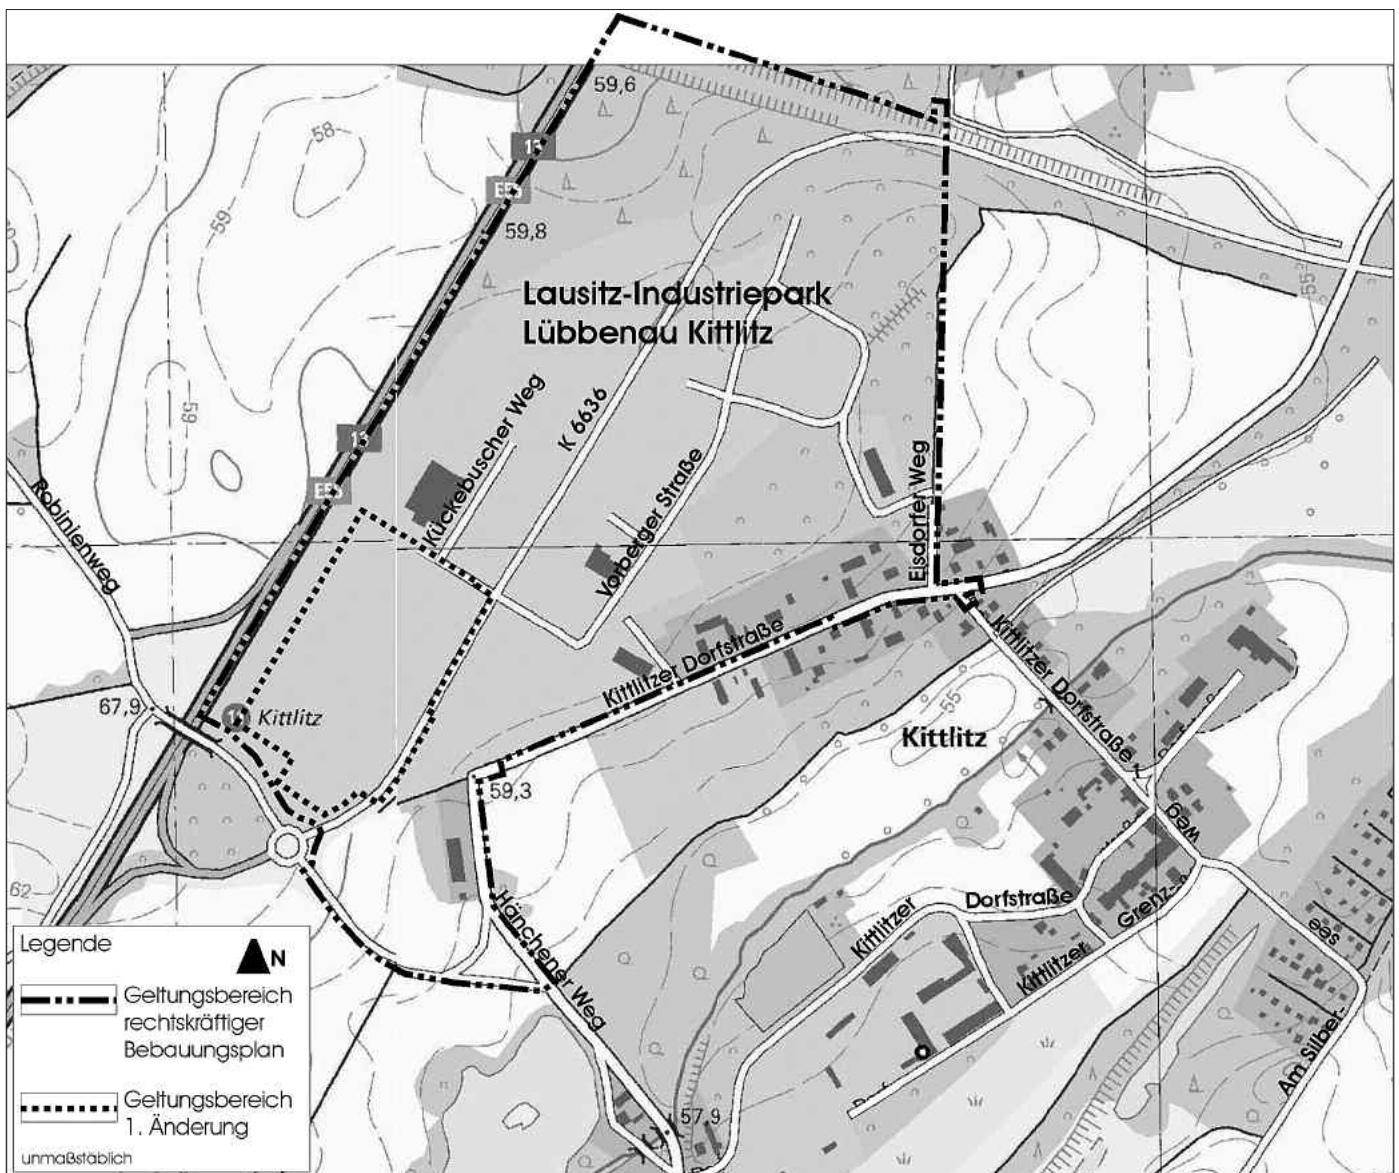 59,6
58
13
E55
59
59,8
Lausitz-Industriepark
Lübbenau Kittlitz
55
59
13
E55
Kückebuscher Weg
K 6636
Vorberger Straße
Eisdorfer Weg
Robinienweg
Kittlitzer Dorfstraße
Kittlitzer Dorfstraße
67,9
Kittlitz
55
Kittlitz
59,3
62
Hänchener Weg
Kittlitzer
Dorfstraße
Kittlitzer
Grenz-
weg
Am Silber-
see
57,9
Legende
N
Geltungsbereich
rechtskräftiger
Bebauungsplan
Geltungsbereich
1. Änderung
unmaßstäblich